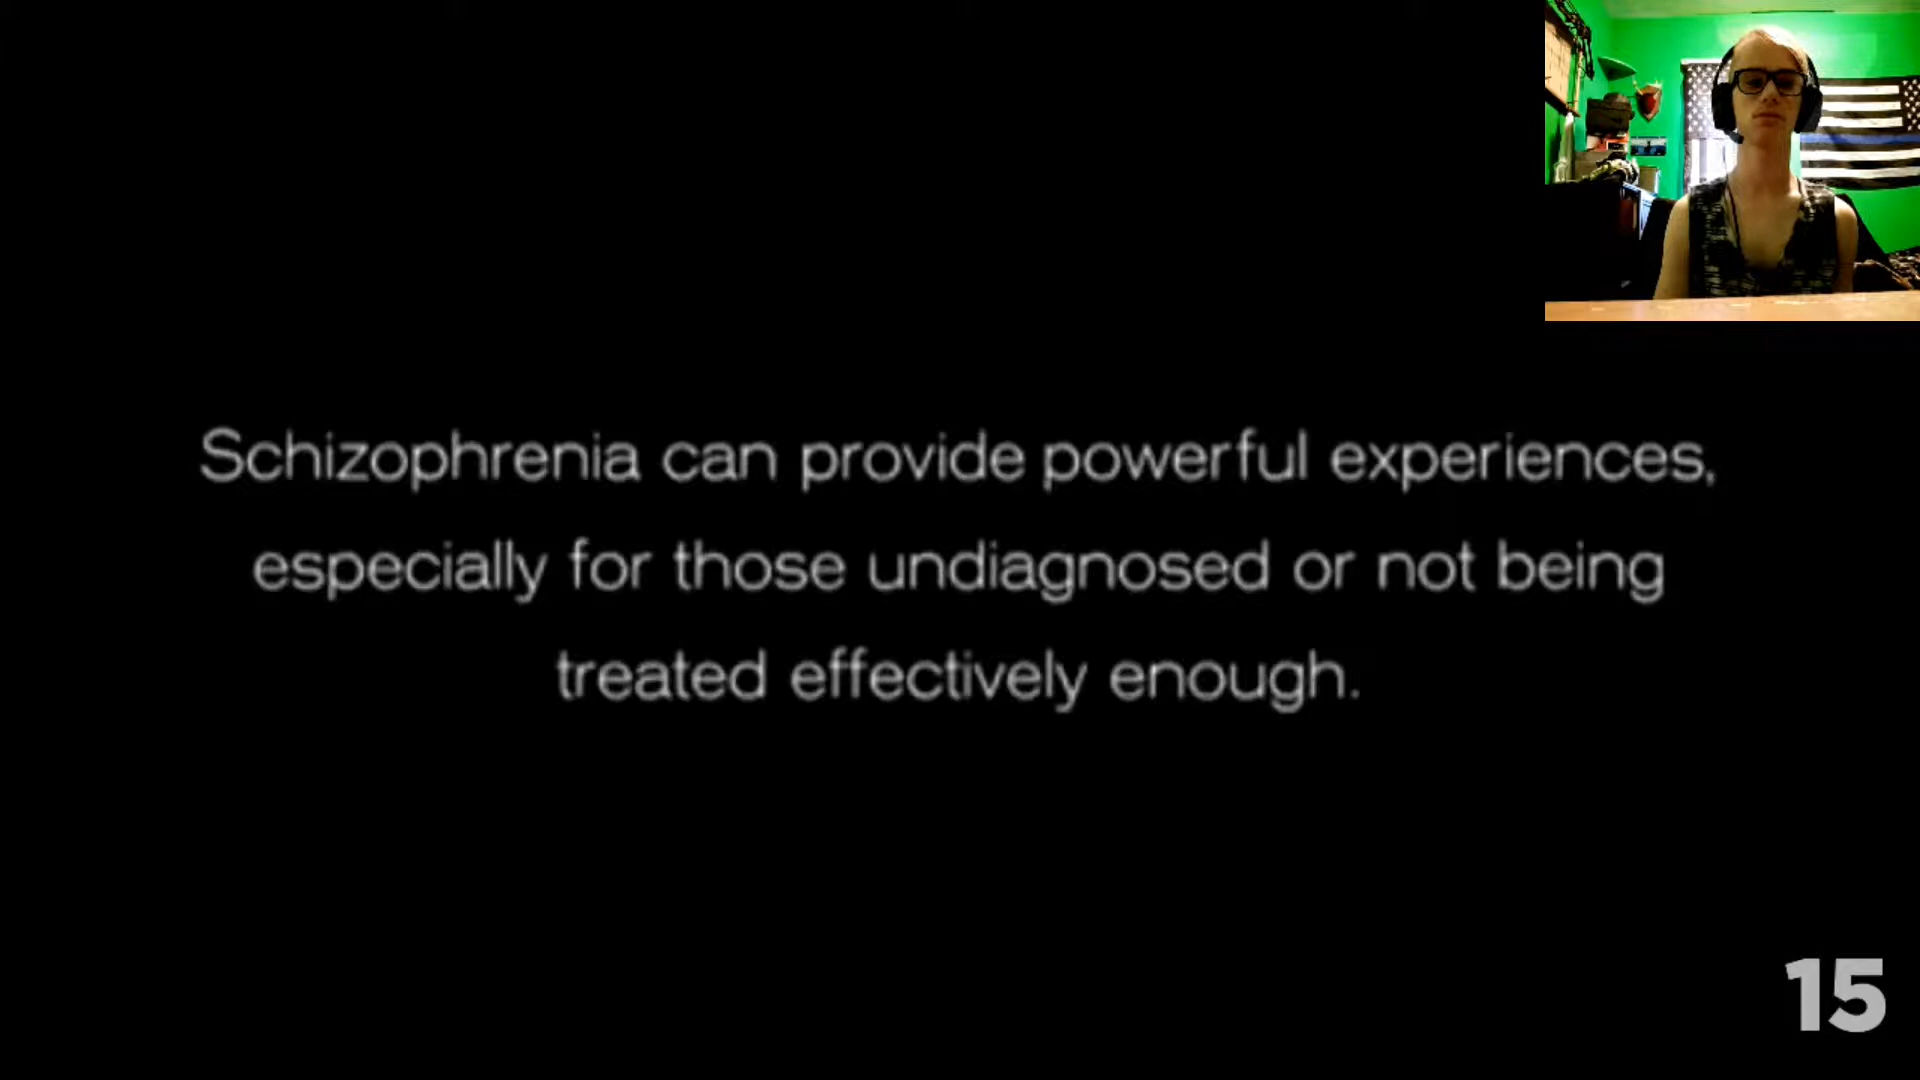 Schizophrenia can provide powerful experiences,
especially for those undiagnosed or not being
treated effectively enough.
15